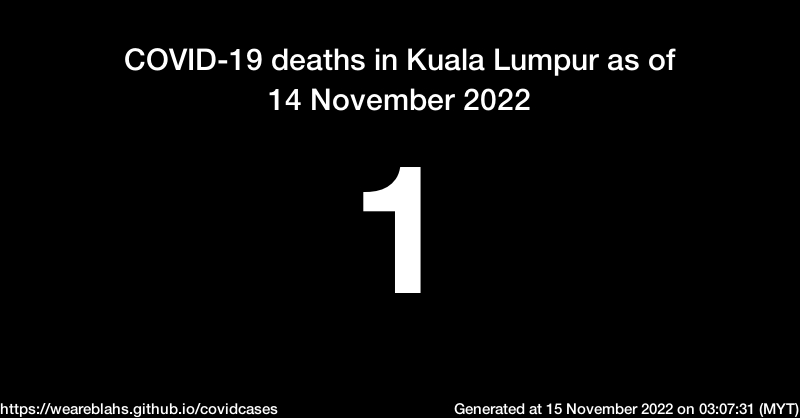 COVID-19 deaths in Kuala Lumpur as of
14 November 2022
1
https://weareblahs.github.io/covidcases
Generated at 15 November 2022 on 03:07:31 (MYT)